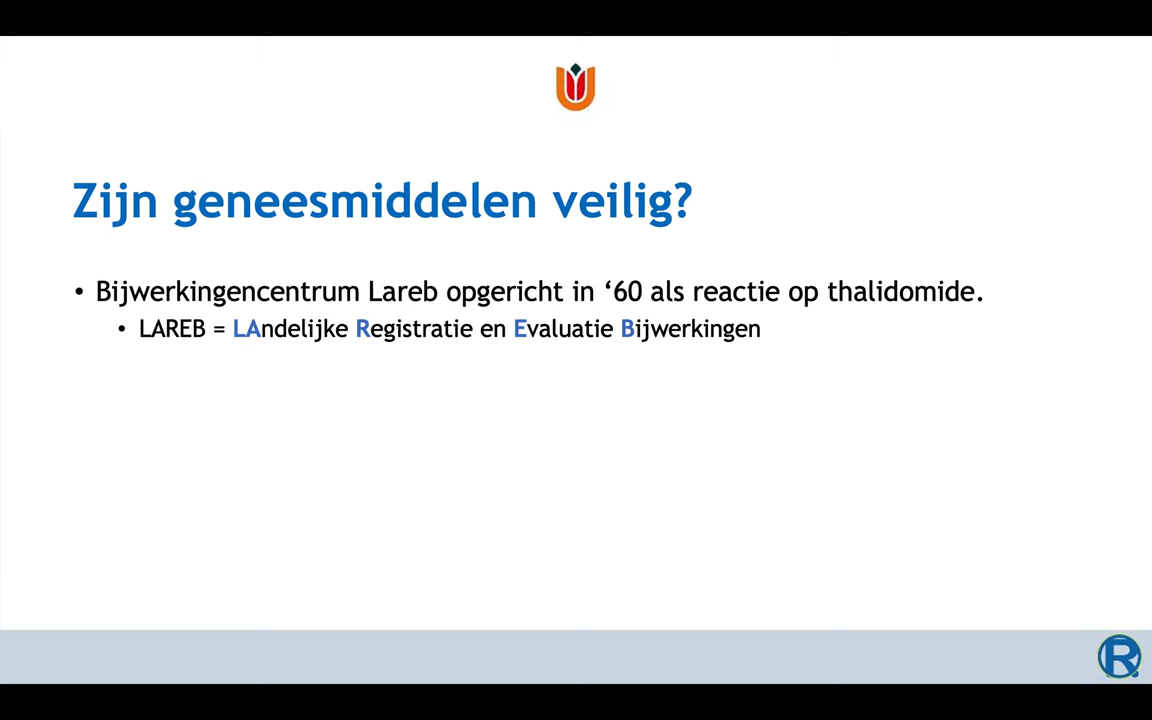 Zijn geneesmiddelen veilig?
• Bijwerkingencentrum Lareb opgericht in ‘60 als reactie op thalidomide.
• LAREB = LAndelijke Registratie en Evaluatie Bijwerkingen
R